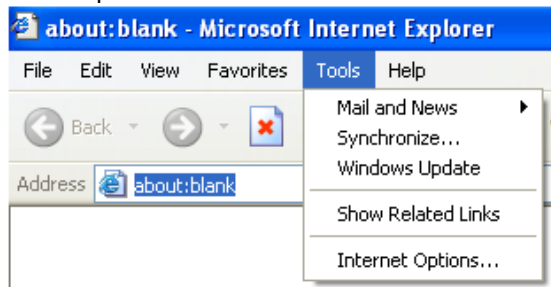 about:blank - Microsoft Internet Explorer
File Edit View Favorites Tools Help
Mail and News
Back
Synchronize...
Windows Update
Address about:blank
Show Related Links
Internet Options...